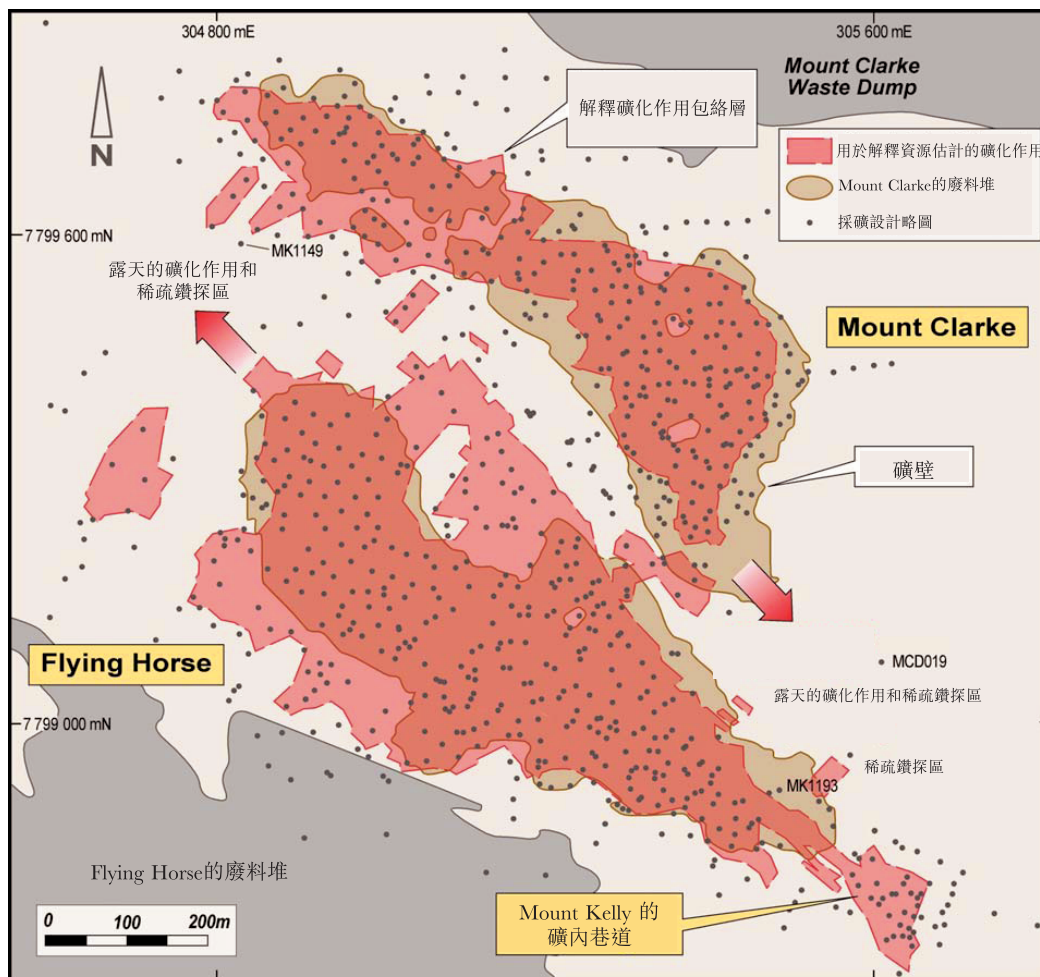 304 800 mE
305 600 mE
Mount Clarke
Waste Dump
解釋礦化作用包絡層
用於解釋資源估計的礦化作用
Mount Clarke的廢料堆
採礦設計略圖
N
7 799 600 mN
MK1149
露天的礦化作用和
稀疏鑽探區
Mount Clarke
礦壁
Flying Horse
MCD019
露天的礦化作用和稀疏鑽探區
7 799 000 mN
稀疏鑽探區
MK1193
Flying Horse的廢料堆
Mount Kelly 的
礦內巷道
0 100 200m